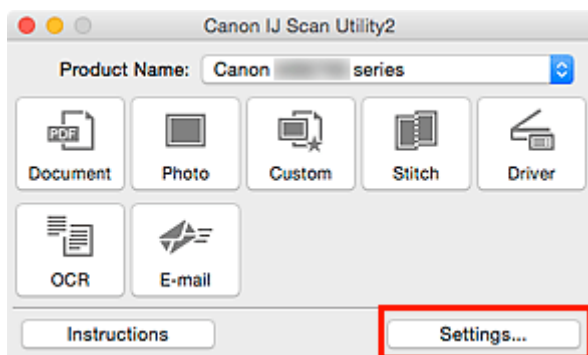 Canon IJ Scan Utility2
Product Name: Canon series
PDF
Document Photo Custom Stitch Driver
OCR E-mail
Instructions Settings...